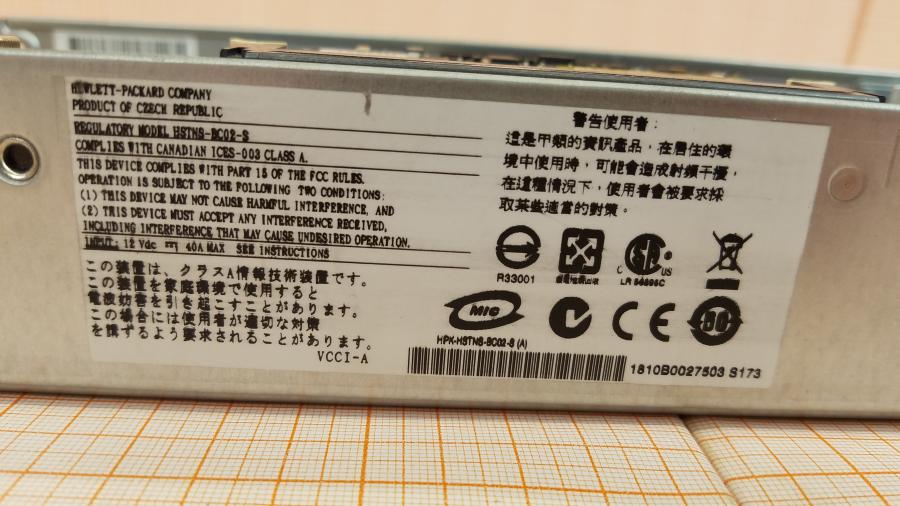 HEWLETT-PACKARD COMPANY
PRODUCT OF CZECH REPUBLIC
REGULATORY MODEL HSTNS-BC02-S
COMPLIES WITH CANADIAN ICES-003 CLASS A.
THIS DEVICE COMPLIES WITH PART 15 OF THE FCC RULES.
OPERATION IS SUBJECT TO THE FOLLOWING TWO CONDITIONS:
(1) THIS DEVICE MAY NOT CAUSE HARMFUL INTERFERENCE, AND
(2) THIS DEVICE MUST ACCEPT ANY INTERFERENCE RECEIVED,
INCLUDING INTERFERENCE THAT MAY CAUSE UNDESIRED OPERATION.
INPUT: 12 Vdc 40A MAX SEE INSTRUCTIONS
この装置は、クラスA情報技術装置です。
この装置を家庭環境で使用すると
電波妨害を引き起こすことがあります。
この場合には使用者が適切な対策
を講ずるよう要求されることがあります。
VCCI-A
警告使用者:
這是甲類的資訊產品,在居住的環
境中使用時,可能會造成射頻干擾,
在這種情況下,使用者會被要求採
取某些適當的對策。
R33001
C SA US
LR
MIC
CE
HPK-HSTNS-BC02-S (A)
1810B0027503 S173